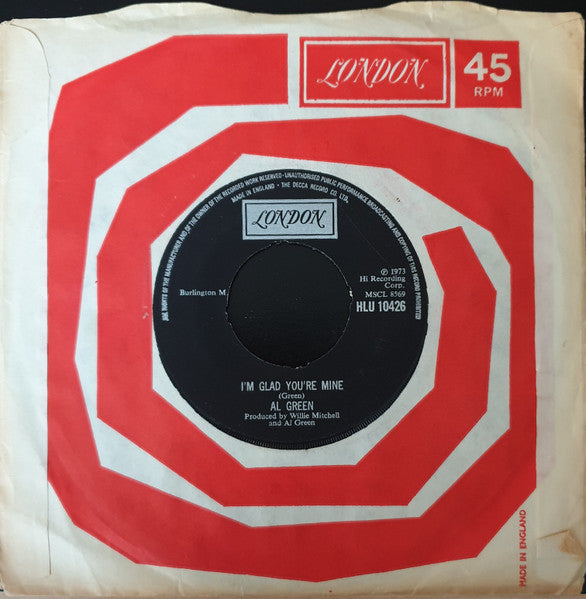 LONDON
45
RPM
ALL RIGHTS OF THE MANUFACTURER AND OF THE OWNER OF THE RECORDED WORK RESERVED·UNAUTHORISED PUBLIC PERFORMANCE BROADCASTING AND COPYING OF THIS RECORD PROHIBITED
MADE IN ENGLAND · THE DECCA RECORD CO. LTD.
LONDON
Burlington M.
℗ 1973
Hi Recording
Corp.
MSCL 8569
HLU 10426
I'M GLAD YOU'RE MINE
(Green)
AL GREEN
Produced by Willie Mitchell
and Al Green
MADE IN ENGLAND